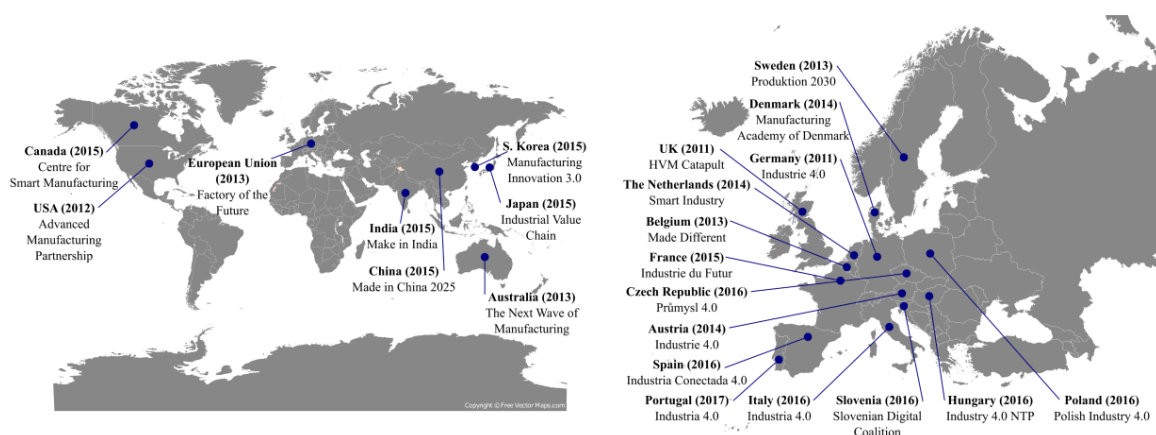 Canada (2015)
Centre for
Smart Manufacturing
USA (2012)
Advanced
Manufacturing
Partnership
European Union
(2013)
Factory of the
Future
S. Korea (2015)
Manufacturing
Innovation 3.0
Japan (2015)
Industrial Value
Chain
India (2015)
Make in India
China (2015)
Made in China 2025
Australia (2013)
The Next Wave of
Manufacturing
Copyright © Free Vector Maps.com
Sweden (2013)
Produktion 2030
Denmark (2014)
Manufacturing
Academy of Denmark
UK (2011)
HVM Catapult
Germany (2011)
Industrie 4.0
The Netherlands (2014)
Smart Industry
Belgium (2013)
Made Different
France (2015)
Industrie du Futur
Czech Republic (2016)
Průmysl 4.0
Austria (2014)
Industrie 4.0
Spain (2016)
Industria Conectada 4.0
Portugal (2017)
Industria 4.0
Italy (2016)
Industria 4.0
Slovenia (2016)
Slovenian Digital
Coalition
Hungary (2016)
Industry 4.0 NTP
Poland (2016)
Polish Industry 4.0